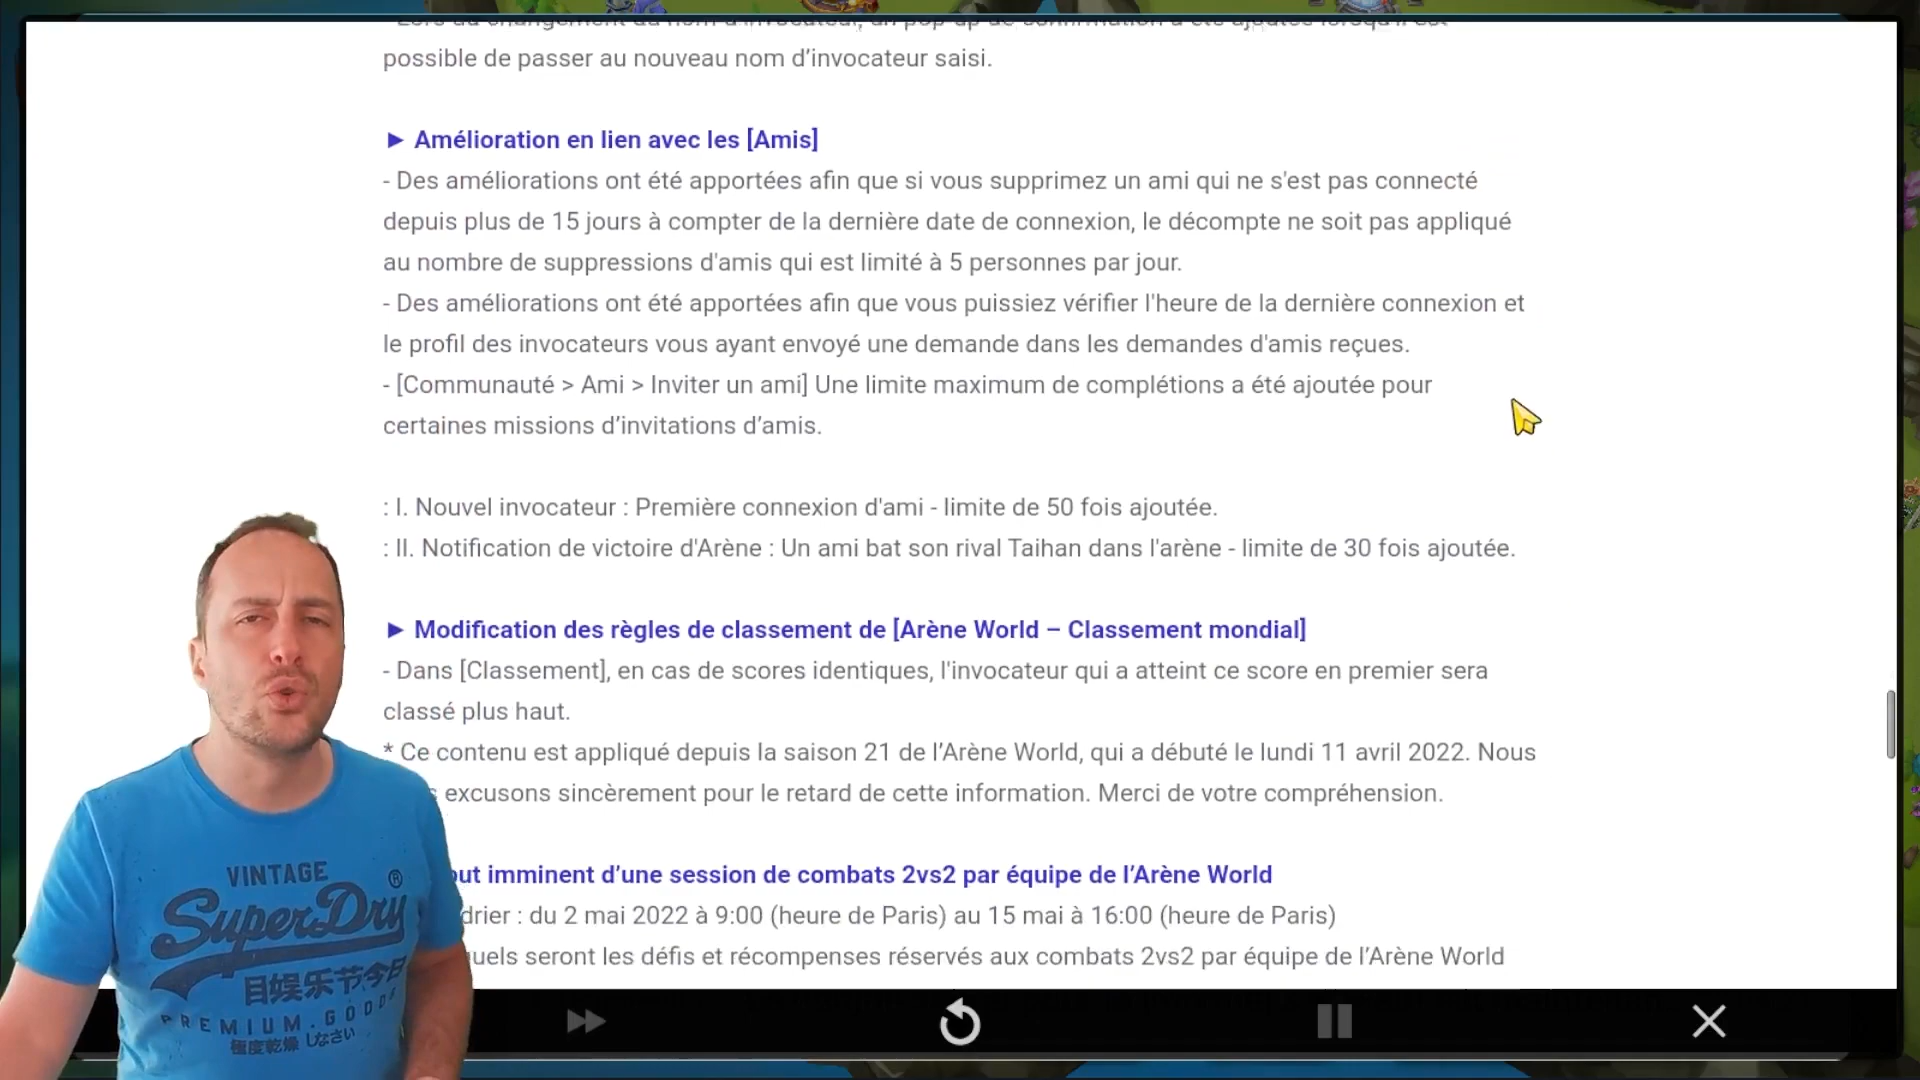 possible de passer au nouveau nom d’invocateur saisi.
► Amélioration en lien avec les [Amis]
- Des améliorations ont été apportées afin que si vous supprimez un ami qui ne s'est pas connecté
depuis plus de 15 jours à compter de la dernière date de connexion, le décompte ne soit pas appliqué
au nombre de suppressions d'amis qui est limité à 5 personnes par jour.
- Des améliorations ont été apportées afin que vous puissiez vérifier l'heure de la dernière connexion et
le profil des invocateurs vous ayant envoyé une demande dans les demandes d'amis reçues.
- [Communauté > Ami > Inviter un ami] Une limite maximum de complétions a été ajoutée pour
certaines missions d’invitations d’amis.
: I. Nouvel invocateur : Première connexion d'ami - limite de 50 fois ajoutée.
: II. Notification de victoire d'Arène : Un ami bat son rival Taihan dans l'arène - limite de 30 fois ajoutée.
► Modification des règles de classement de [Arène World – Classement mondial]
- Dans [Classement], en cas de scores identiques, l'invocateur qui a atteint ce score en premier sera
classé plus haut.
* Ce contenu est appliqué depuis la saison 21 de l’Arène World, qui a débuté le lundi 11 avril 2022. Nous
excusons sincèrement pour le retard de cette information. Merci de votre compréhension.
imminent d’une session de combats 2vs2 par équipe de l’Arène World
: du 2 mai 2022 à 9:00 (heure de Paris) au 15 mai à 16:00 (heure de Paris)
seront les défis et récompenses réservés aux combats 2vs2 par équipe de l’Arène World
VINTAGE
SuperDry ®
PREMIUM.GOODS
極度乾燥 しなさい